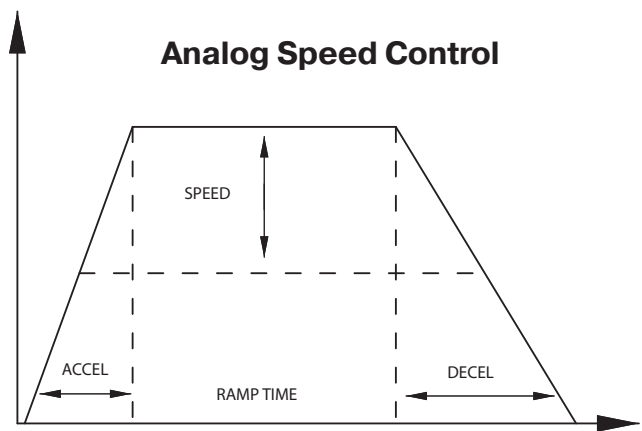 Analog Speed Control
SPEED
ACCEL
RAMP TIME
DECEL